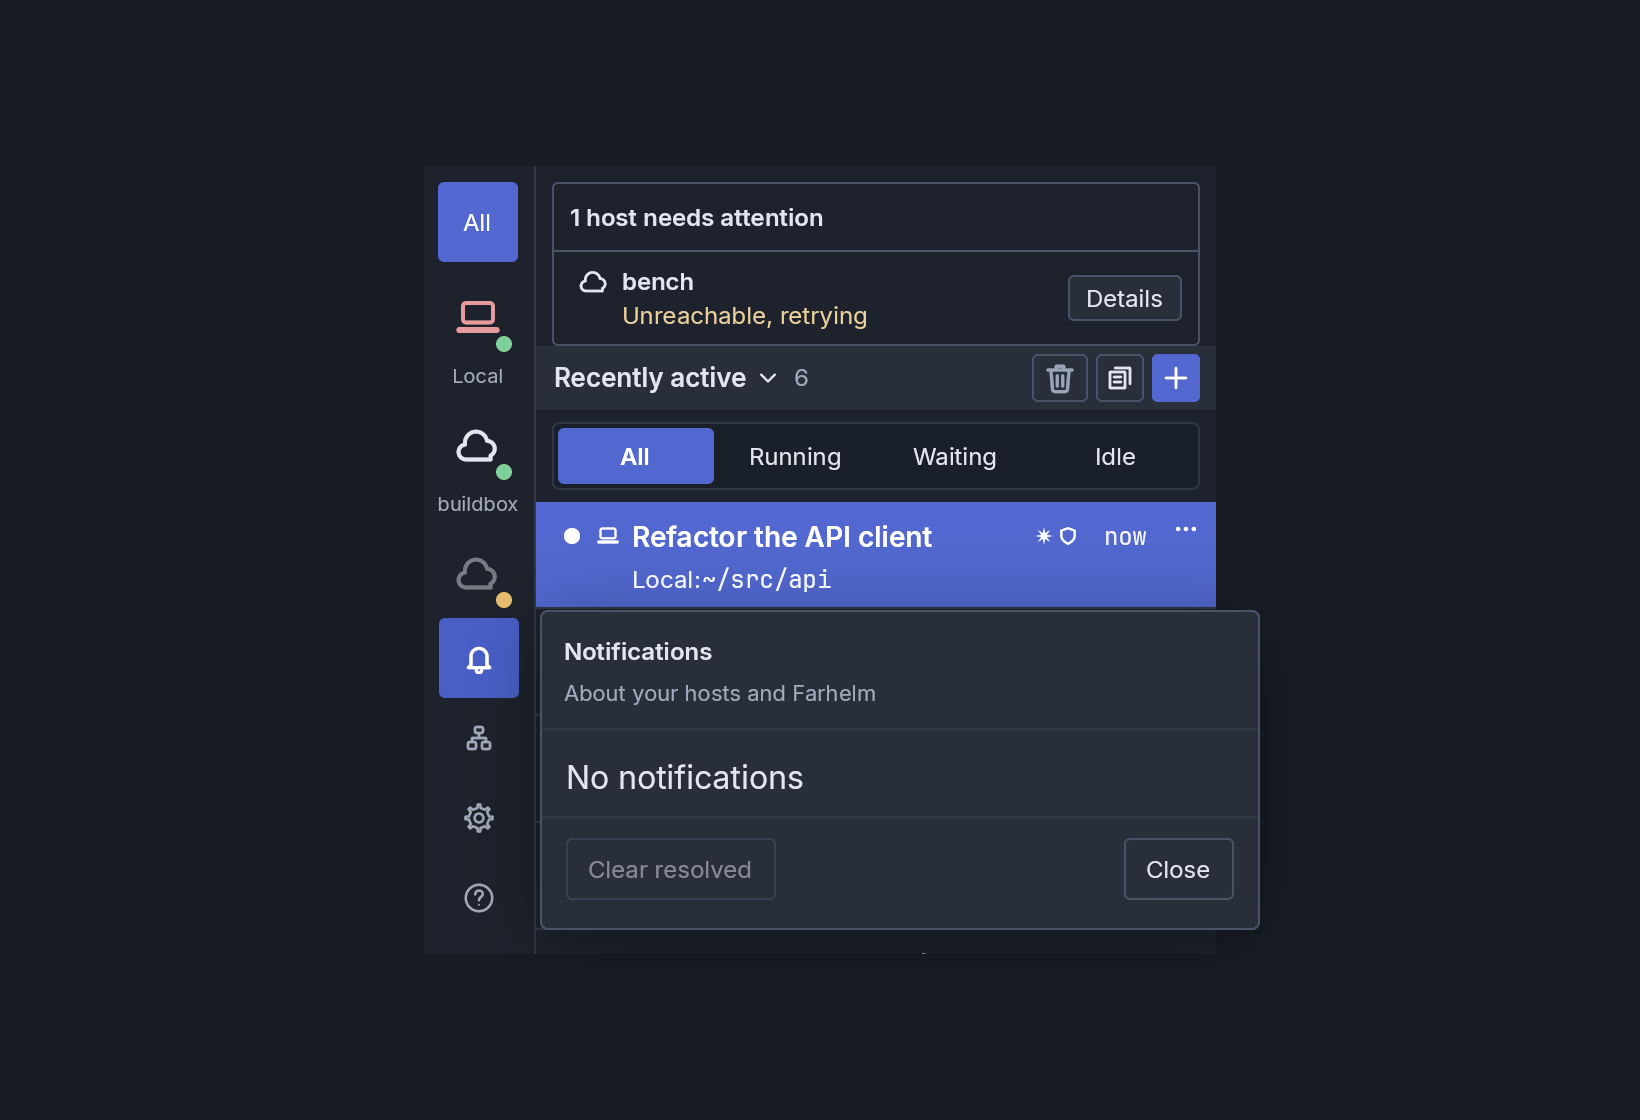 All
Local
buildbox
1 host needs attention
bench
Unreachable, retrying
Details
Recently active 6
All Running Waiting Idle
Refactor the API client now
Local:~/src/api
Notifications
About your hosts and Farhelm
No notifications
Clear resolved Close